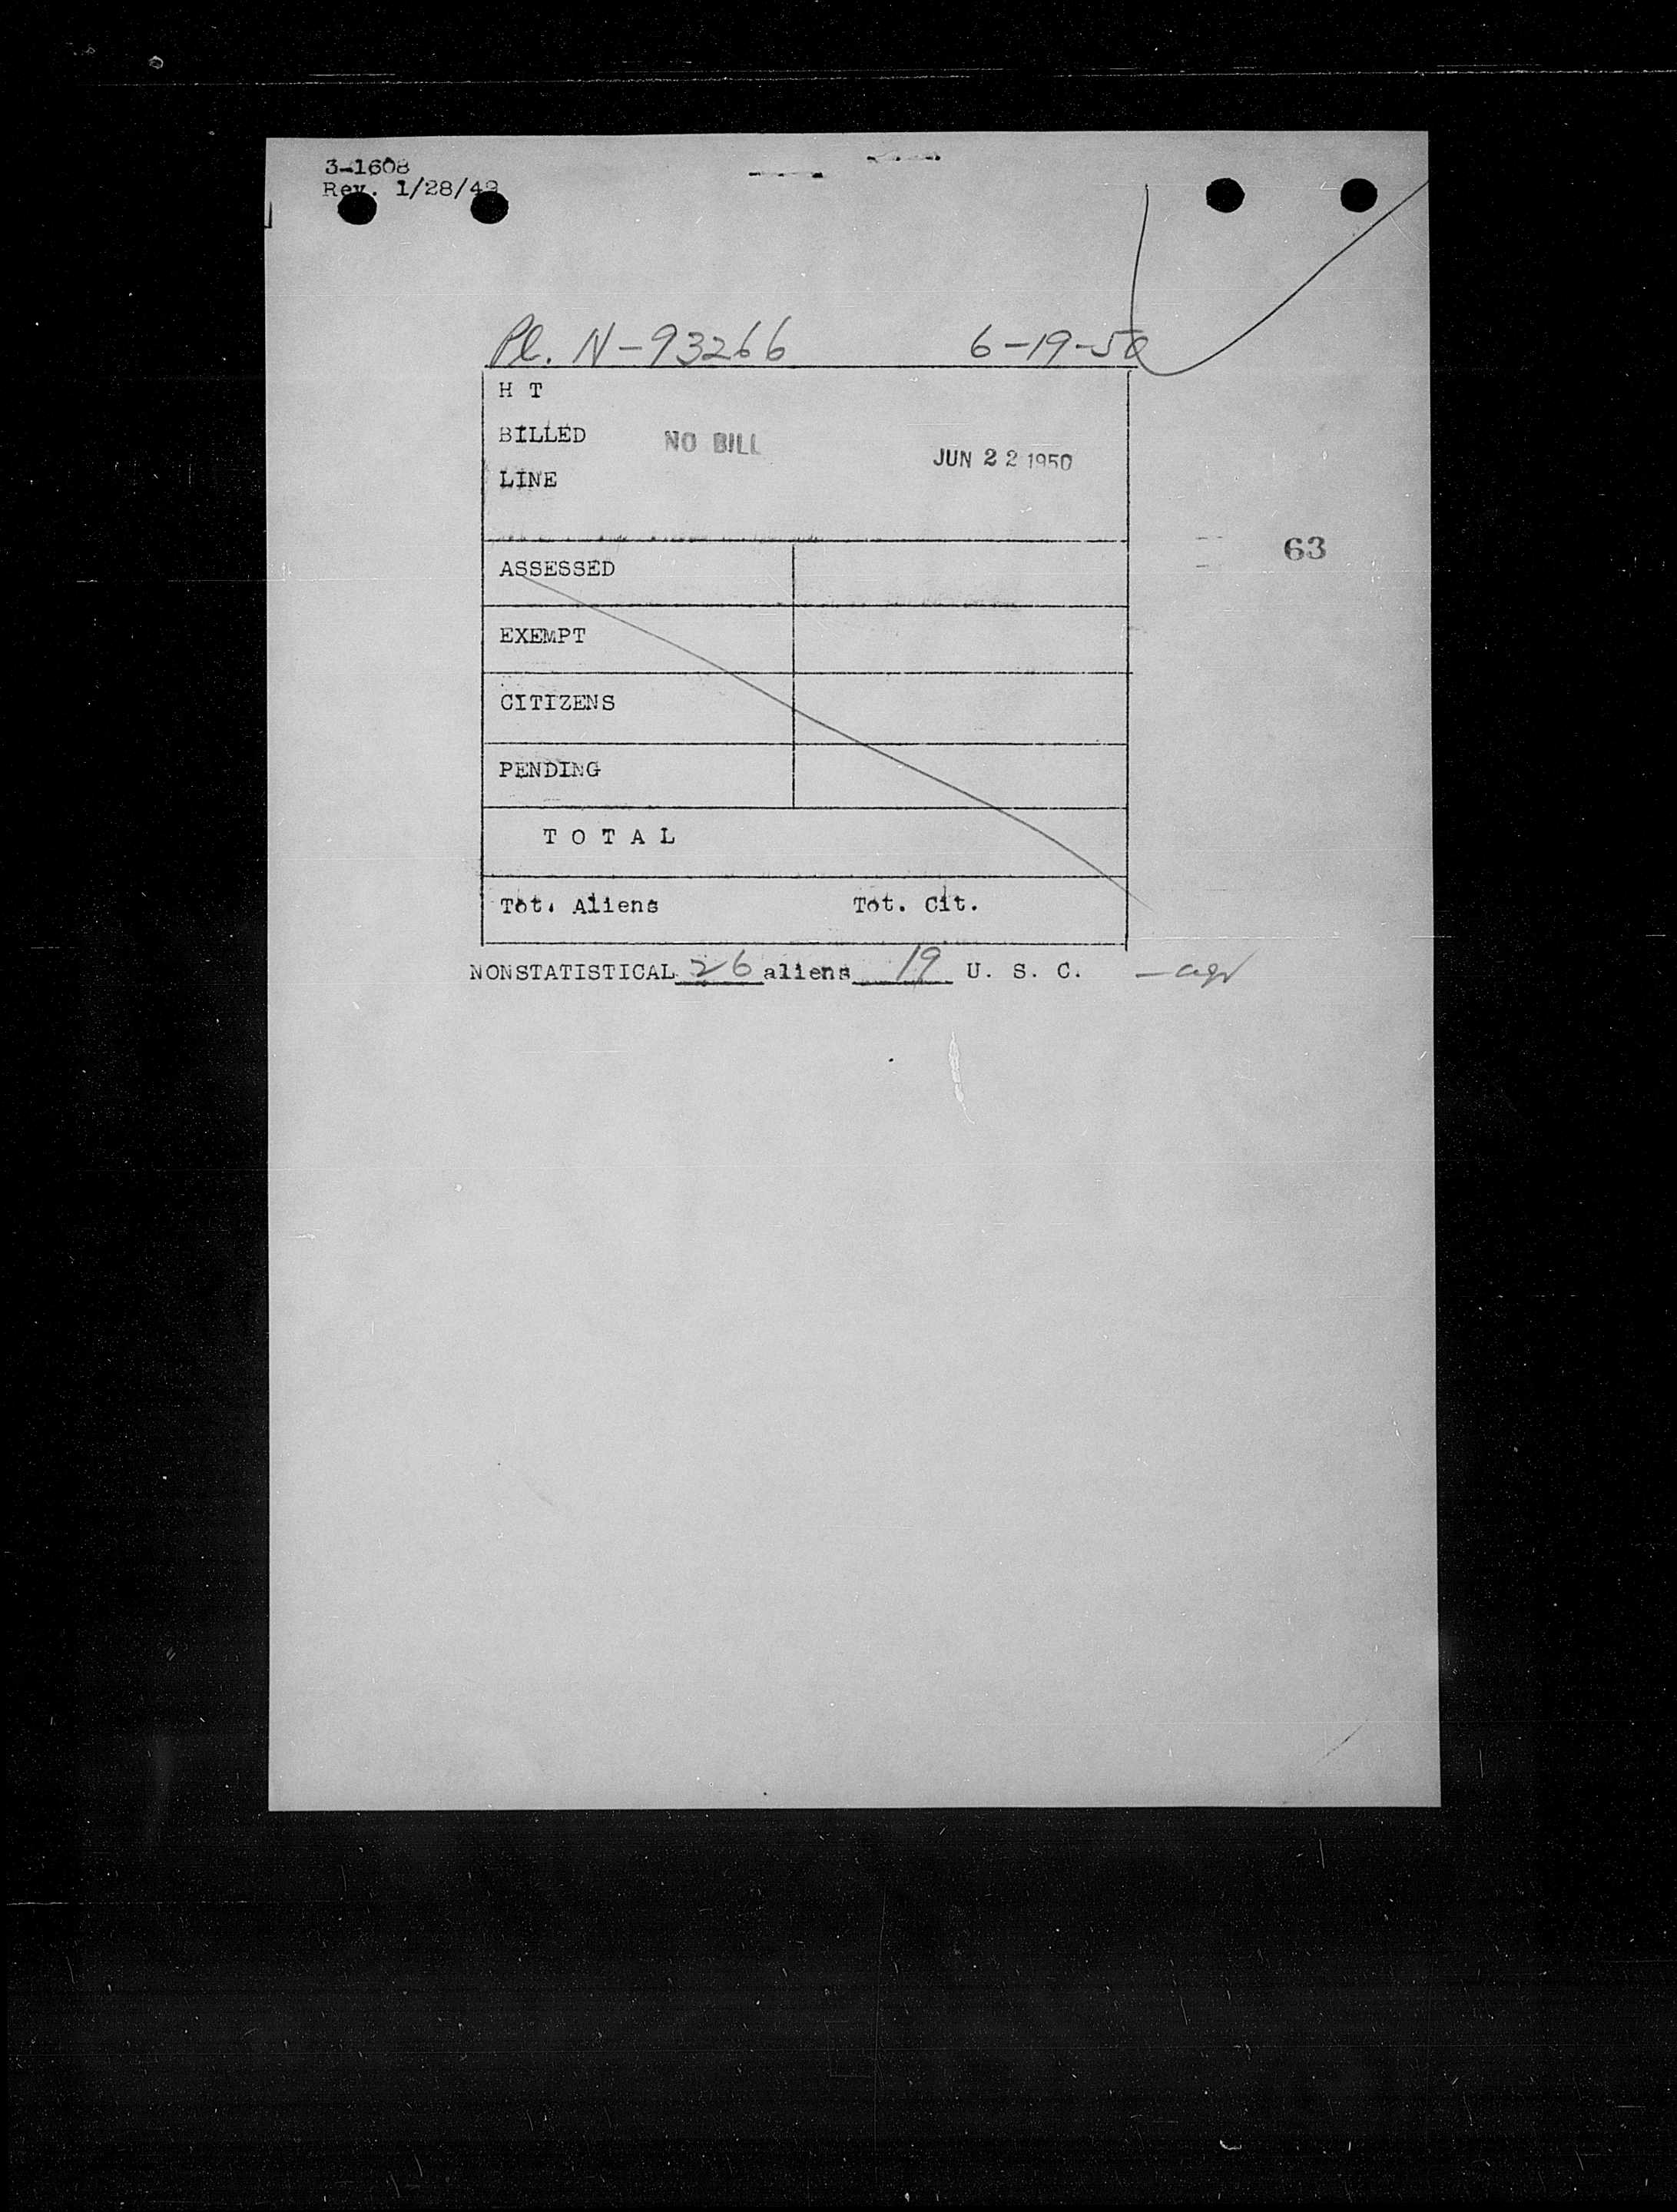 3-1608
Rev. 1/28/49
Pl. N-93266 6-19-50
H T
BILLED NO BILL
JUN 22 1950
LINE
63
ASSESSED
EXEMPT
CITIZENS
PENDING
T O T A L
Tot. Aliens Tot. Cit.
NONSTATISTICAL 26 aliens 19 U. S. C.